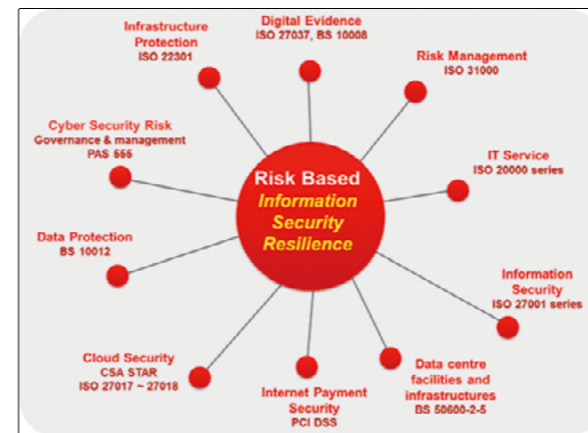 Digital Evidence
ISO 27037, BS 10008
Infrastructure
Protection
ISO 22301
Risk Management
ISO 31000
Cyber Security Risk
Governance & management
PAS 555
IT Service
ISO 20000 series
Risk Based
Information
Security
Resilience
Data Protection
BS 10012
Information
Security
ISO 27001 series
Cloud Security
CSA STAR
ISO 27017 ~ 27018
Internet Payment
Security
PCI DSS
Data centre
facilities and
infrastructures
BS 50600-2-5